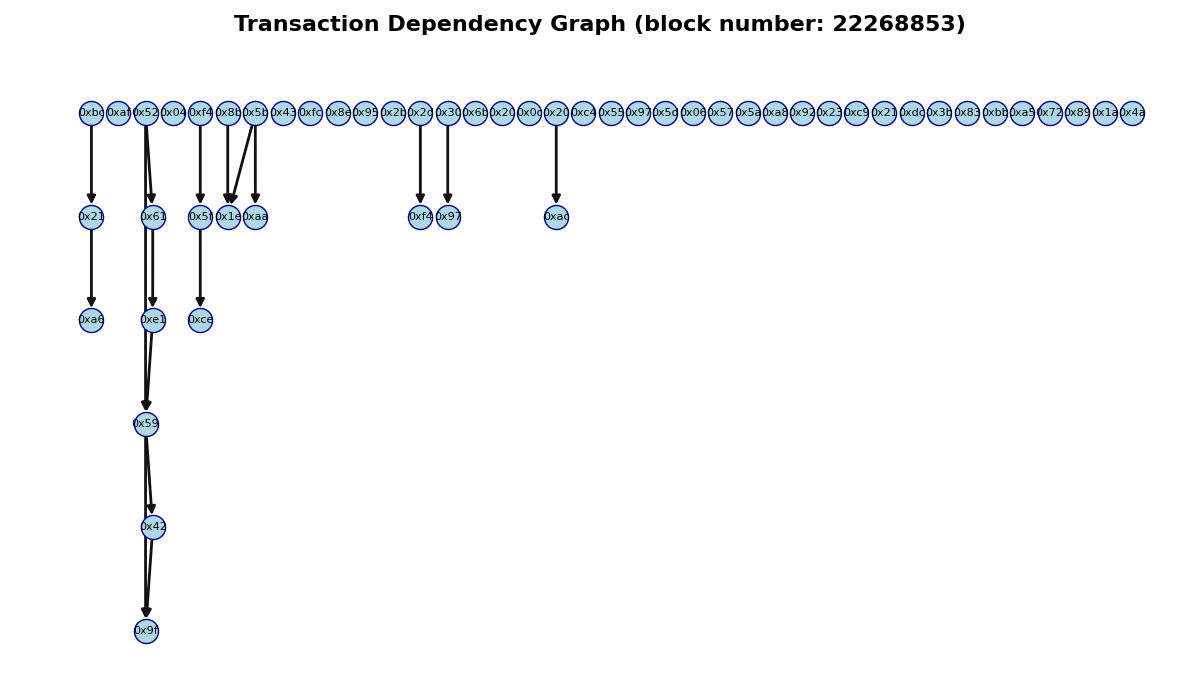 Transaction Dependency Graph (block number: 22268853)
0xbc 0xaf 0x52 0x04 0xf4 0x8b 0x5b 0x43 0xfc 0x8e 0x95 0x2b 0x2d 0x30 0x6b 0x20 0x0c 0x20 0xc4 0x55 0x97 0x5c 0x06 0x57 0x5a 0xa8 0x92 0x23 0xc9 0x21 0xdc 0x3b 0x83 0xbb 0xa5 0x72 0x89 0x1a 0x4a
0x21 0x61 0x5f 0x1e 0xaa 0xf4 0x97 0xac
0xa6 0xe1 0xce
0x59
0x42
0x9f